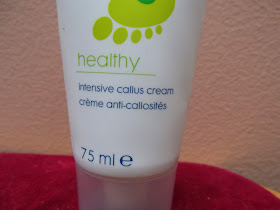 healthy
intensive callus cream
crème anti-callosités
75 ml e